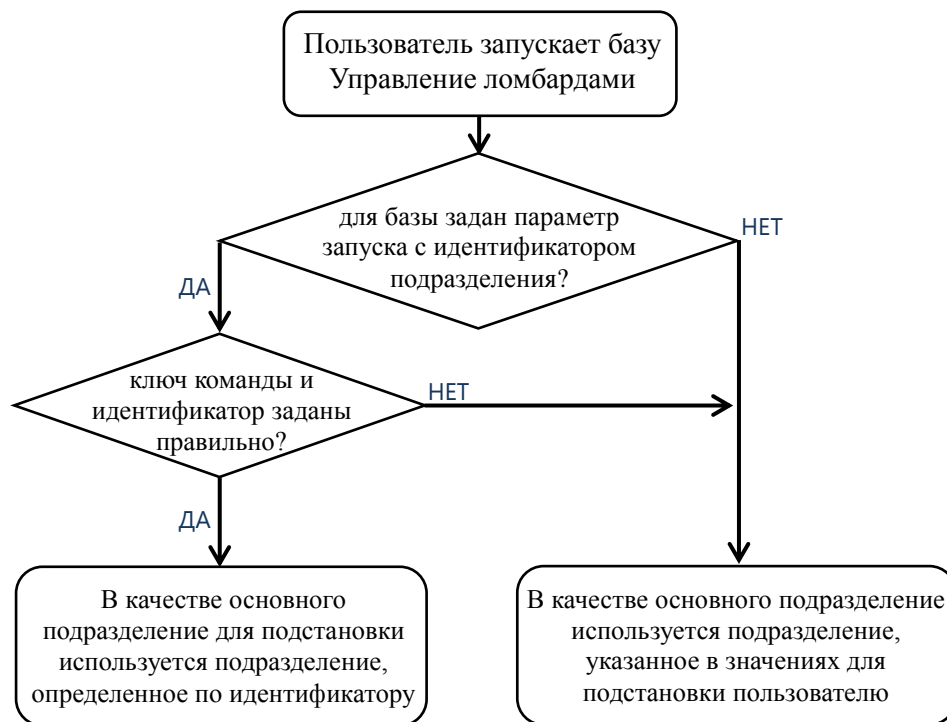 Пользователь запускает базу
Управление ломбардами
для базы задан параметр
запуска с идентификатором
подразделения?
НЕТ
ДА
ключ команды и
идентификатор заданы
правильно?
НЕТ
ДА
В качестве основного
подразделение для подстановки
используется подразделение,
определенное по идентификатору
В качестве основного подразделение
используется подразделение,
указанное в значениях для
подстановки пользователю